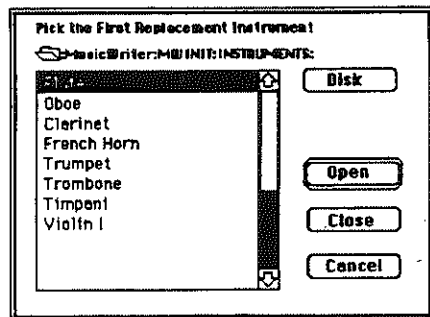 Pick the First Replacement Instrument
MusicWriter:MW INIT:INSTRUMENTS:
Disk
Oboe
Clarinet
French Horn
Trumpet
Trombone
Timpani
Violin I
Open
Close
Cancel